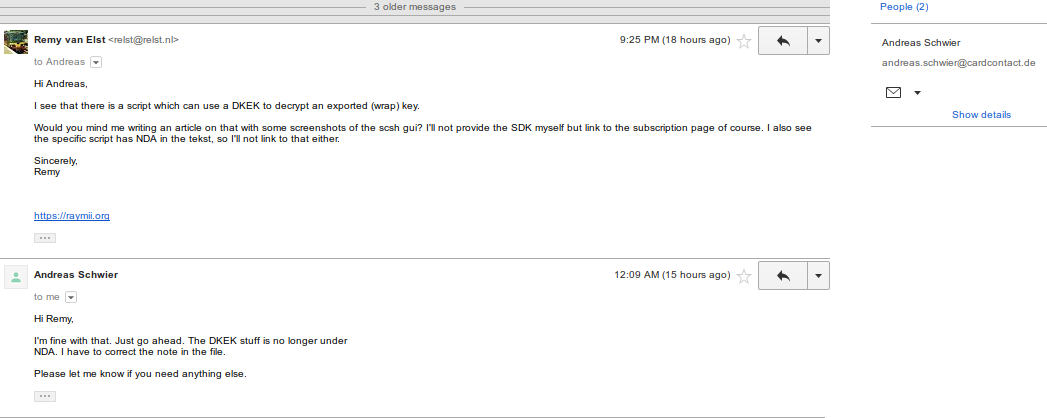 3 older messages
People (2)
Remy van Elst <relst@relst.nl>
9:25 PM (18 hours ago)
to Andreas
Hi Andreas,
I see that there is a script which can use a DKEK to decrypt an exported (wrap) key.
Would you mind me writing an article on that with some screenshots of the scsh gui? I'll not provide the SDK myself but link to the subscription page of course. I also see
the specific script has NDA in the tekst, so I'll not link to that either.
Sincerely,
Remy
https://raymii.org
Andreas Schwier
andreas.schwier@cardcontact.de
Show details
Andreas Schwier
12:09 AM (15 hours ago)
to me
Hi Remy,
I'm fine with that. Just go ahead. The DKEK stuff is no longer under
NDA. I have to correct the note in the file.
Please let me know if you need anything else.